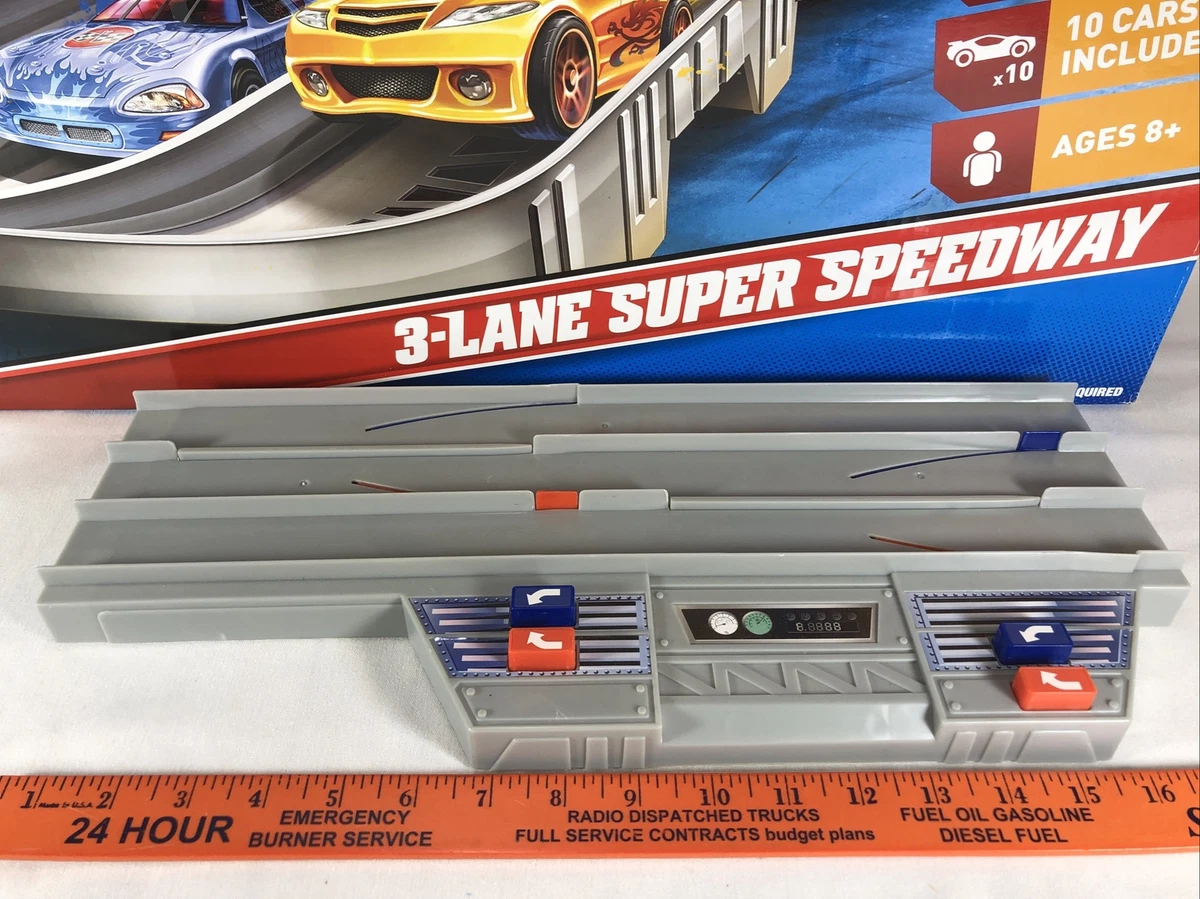 10 CARS
INCLUDE
x10
AGES 8+
3-LANE SUPER SPEEDWAY
QUIRED
8.8888
1 Made in U.S.A. 2 3 4 5 6 7 8 9 10 11 12 13 14 15 16
24 HOUR
EMERGENCY
BURNER SERVICE
RADIO DISPATCHED TRUCKS
FULL SERVICE CONTRACTS budget plans
FUEL OIL GASOLINE
DIESEL FUEL
S